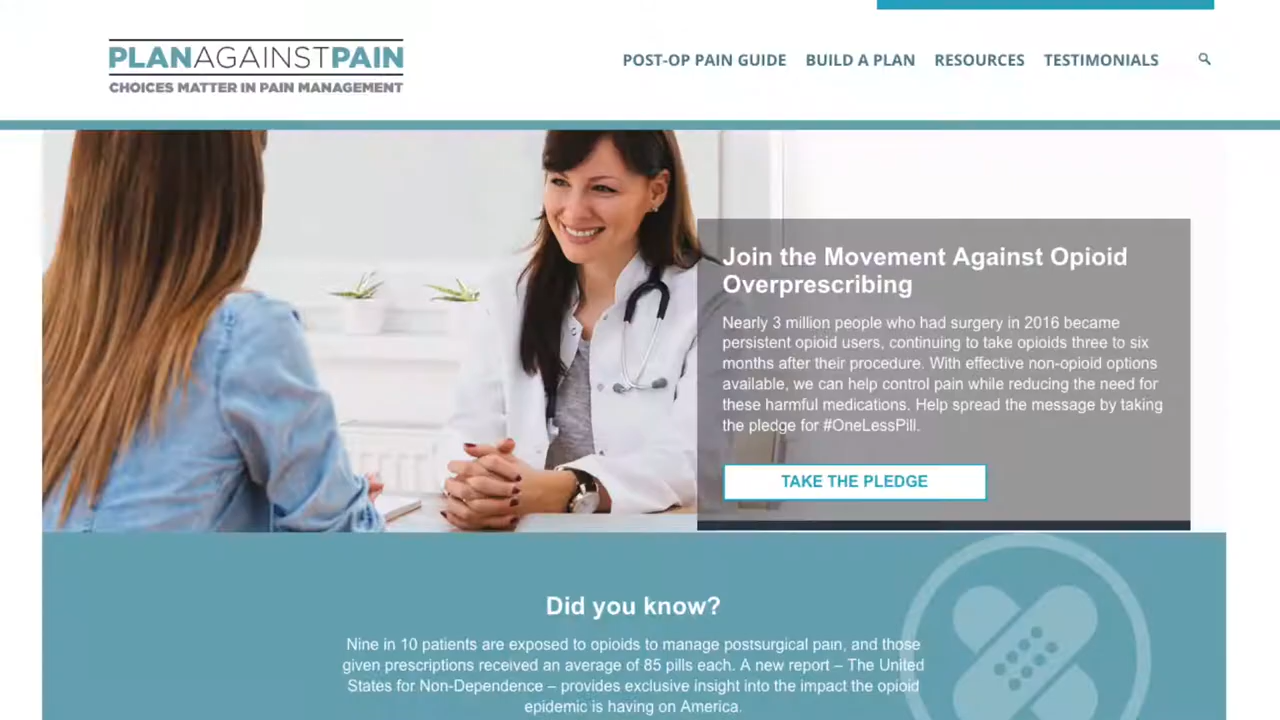 PLANAGAINSTPAIN
CHOICES MATTER IN PAIN MANAGEMENT
POST-OP PAIN GUIDE BUILD A PLAN RESOURCES TESTIMONIALS
Join the Movement Against Opioid
Overprescribing
Nearly 3 million people who had surgery in 2016 became
persistent opioid users, continuing to take opioids three to six
months after their procedure. With effective non-opioid options
available, we can help control pain while reducing the need for
these harmful medications. Help spread the message by taking
the pledge for #OneLessPill.
TAKE THE PLEDGE
Did you know?
Nine in 10 patients are exposed to opioids to manage postsurgical pain, and those
given prescriptions received an average of 85 pills each. A new report – The United
States for Non-Dependence – provides exclusive insight into the impact the opioid
epidemic is having on America.